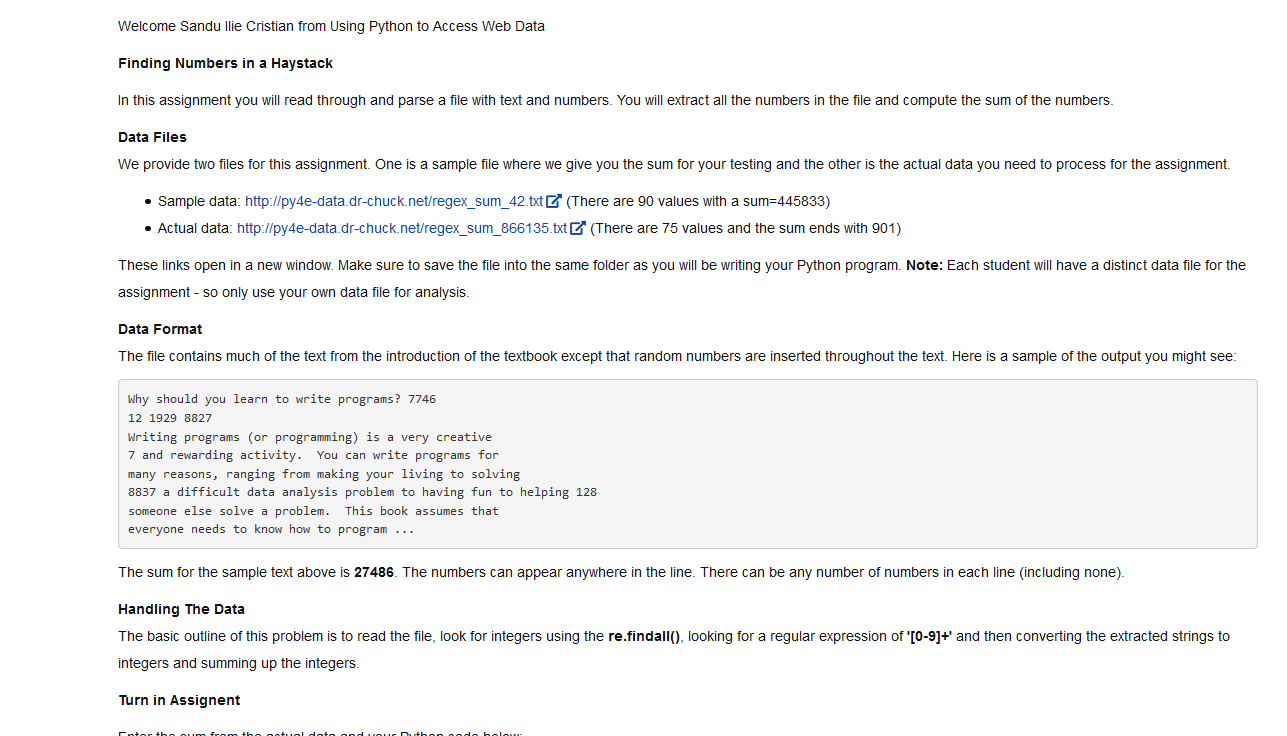 Welcome Sandu Ilie Cristian from Using Python to Access Web Data
Finding Numbers in a Haystack
In this assignment you will read through and parse a file with text and numbers. You will extract all the numbers in the file and compute the sum of the numbers.
Data Files
We provide two files for this assignment. One is a sample file where we give you the sum for your testing and the other is the actual data you need to process for the assignment.
• Sample data: http://py4e-data.dr-chuck.net/regex_sum_42.txt (There are 90 values with a sum=445833)
• Actual data: http://py4e-data.dr-chuck.net/regex_sum_866135.txt (There are 75 values and the sum ends with 901)
These links open in a new window. Make sure to save the file into the same folder as you will be writing your Python program. Note: Each student will have a distinct data file for the
assignment - so only use your own data file for analysis.
Data Format
The file contains much of the text from the introduction of the textbook except that random numbers are inserted throughout the text. Here is a sample of the output you might see:
Why should you learn to write programs? 7746
12 1929 8827
Writing programs (or programming) is a very creative
7 and rewarding activity.  You can write programs for
many reasons, ranging from making your living to solving
8837 a difficult data analysis problem to having fun to helping 128
someone else solve a problem.  This book assumes that
everyone needs to know how to program ...
The sum for the sample text above is 27486. The numbers can appear anywhere in the line. There can be any number of numbers in each line (including none).
Handling The Data
The basic outline of this problem is to read the file, look for integers using the re.findall(), looking for a regular expression of '[0-9]+' and then converting the extracted strings to
integers and summing up the integers.
Turn in Assignent
Enter the sum from the actual data and your Python code below: